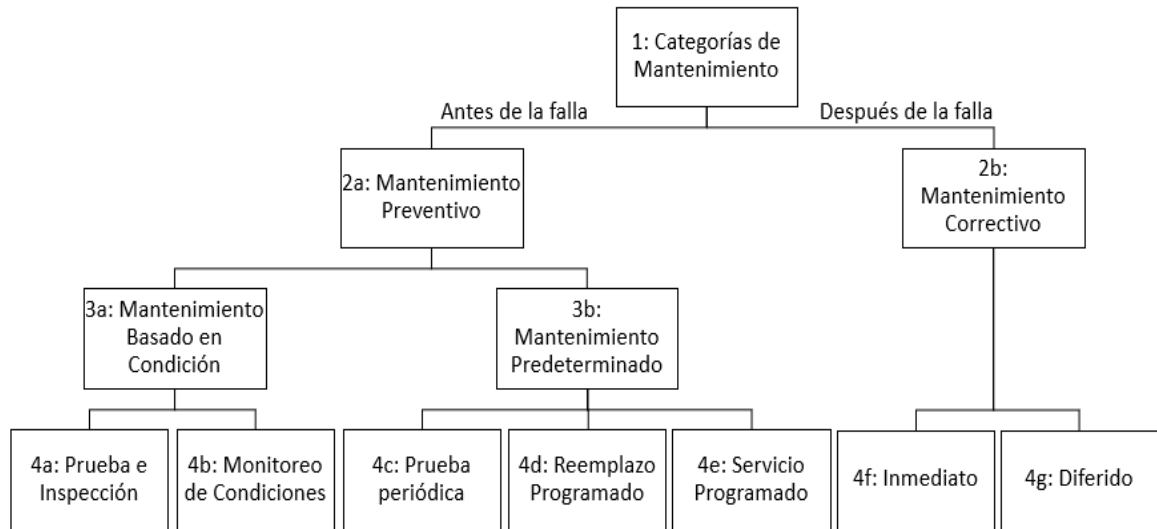 1: Categorías de
Mantenimiento
Antes de la falla
Después de la falla
2a: Mantenimiento
Preventivo
2b:
Mantenimiento
Correctivo
3a: Mantenimiento
Basado en
Condición
3b:
Mantenimiento
Predeterminado
4a: Prueba e
Inspección
4b: Monitoreo
de Condiciones
4c: Prueba
periódica
4d: Reemplazo
Programado
4e: Servicio
Programado
4f: Inmediato
4g: Diferido